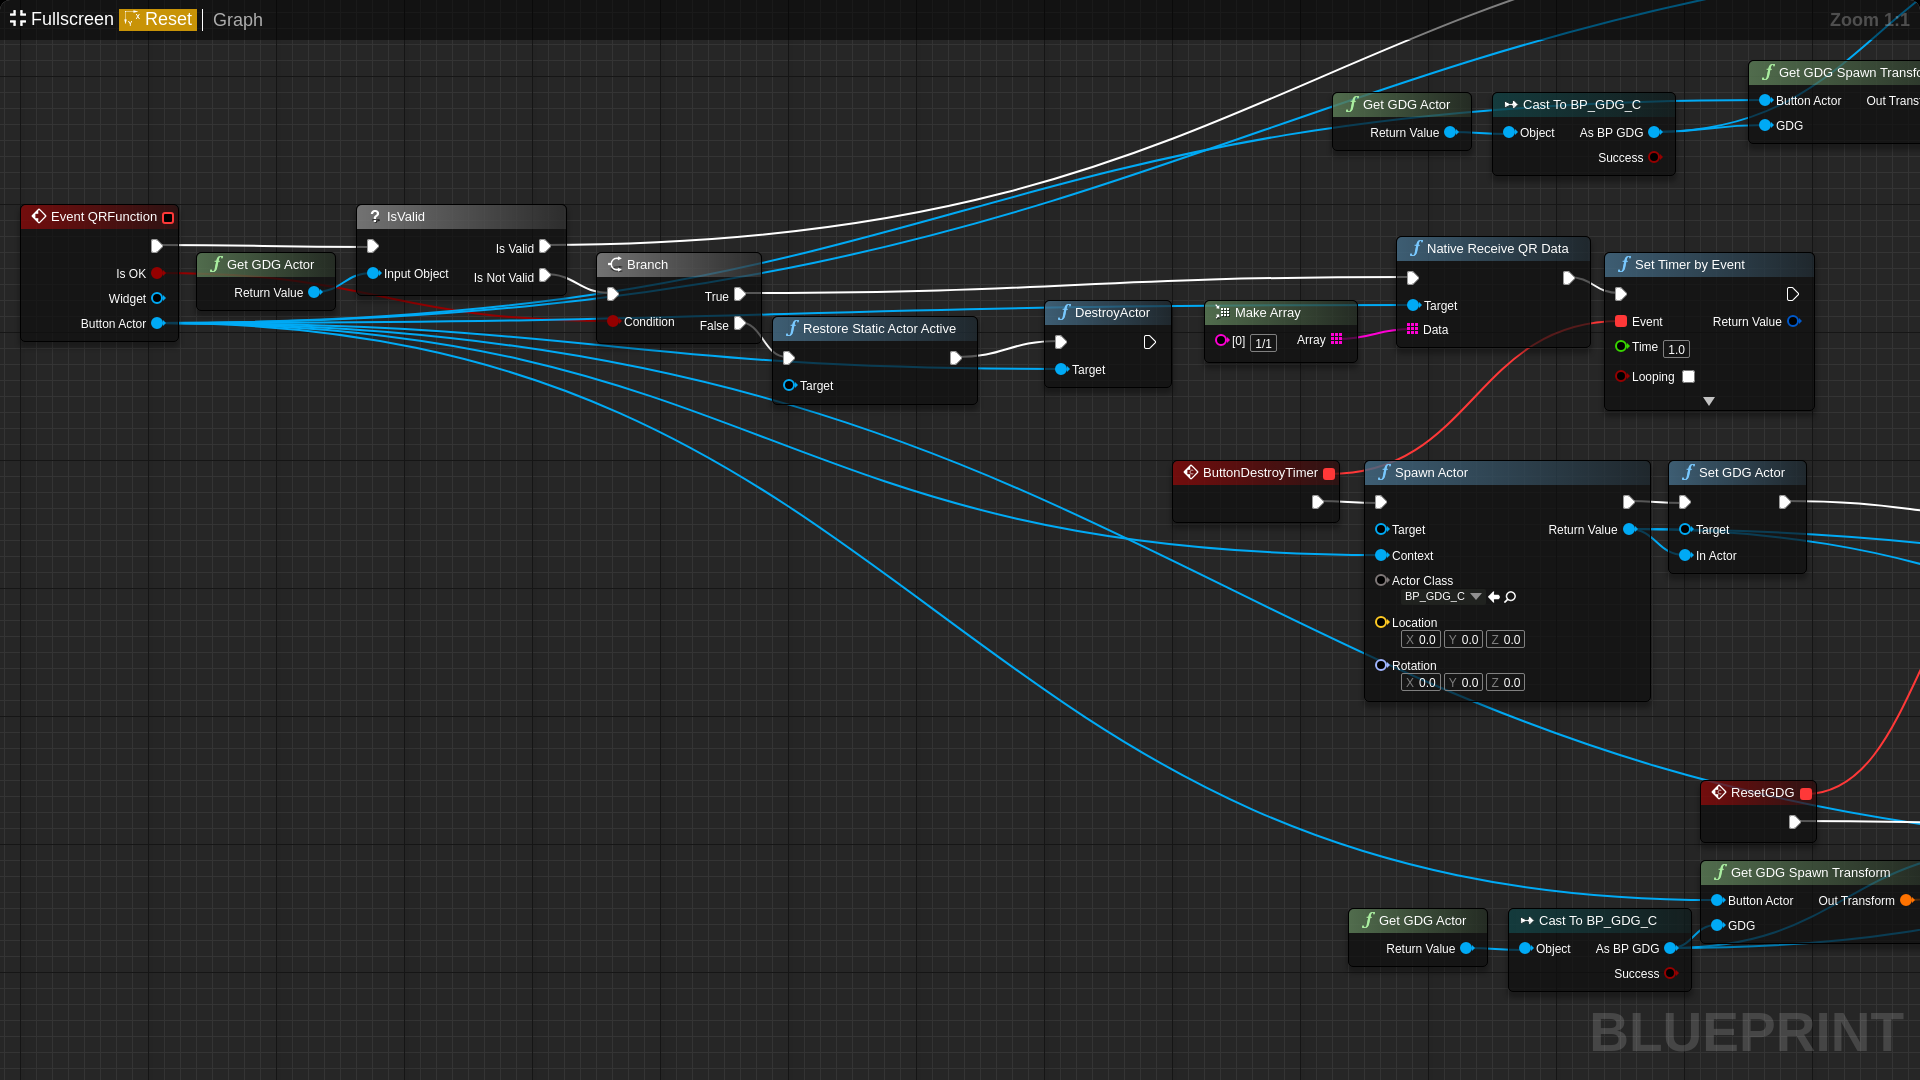 Fullscreen Reset Graph
Zoom 1:1
Get GDG Spawn Transfo
Button Actor Out Trans
GDG
Get GDG Actor
Return Value
Cast To BP_GDG_C
Object As BP GDG
Success
Event QRFunction
Is OK
Widget
Button Actor
Get GDG Actor
Return Value
? IsValid
Is Valid
Input Object Is Not Valid
Branch
True
Condition False
Restore Static Actor Active
Target
DestroyActor
Target
Make Array
[0] 1/1 Array
Native Receive QR Data
Target
Data
Set Timer by Event
Event Return Value
Time 1.0
Looping
ButtonDestroyTimer
Spawn Actor
Target Return Value
Context
Actor Class
BP_GDG_C
Location
X 0.0 Y 0.0 Z 0.0
Rotation
X 0.0 Y 0.0 Z 0.0
Set GDG Actor
Target
In Actor
ResetGDG
Get GDG Spawn Transform
Button Actor Out Transform
GDG
Get GDG Actor
Return Value
Cast To BP_GDG_C
Object As BP GDG
Success
BLUEPRINT